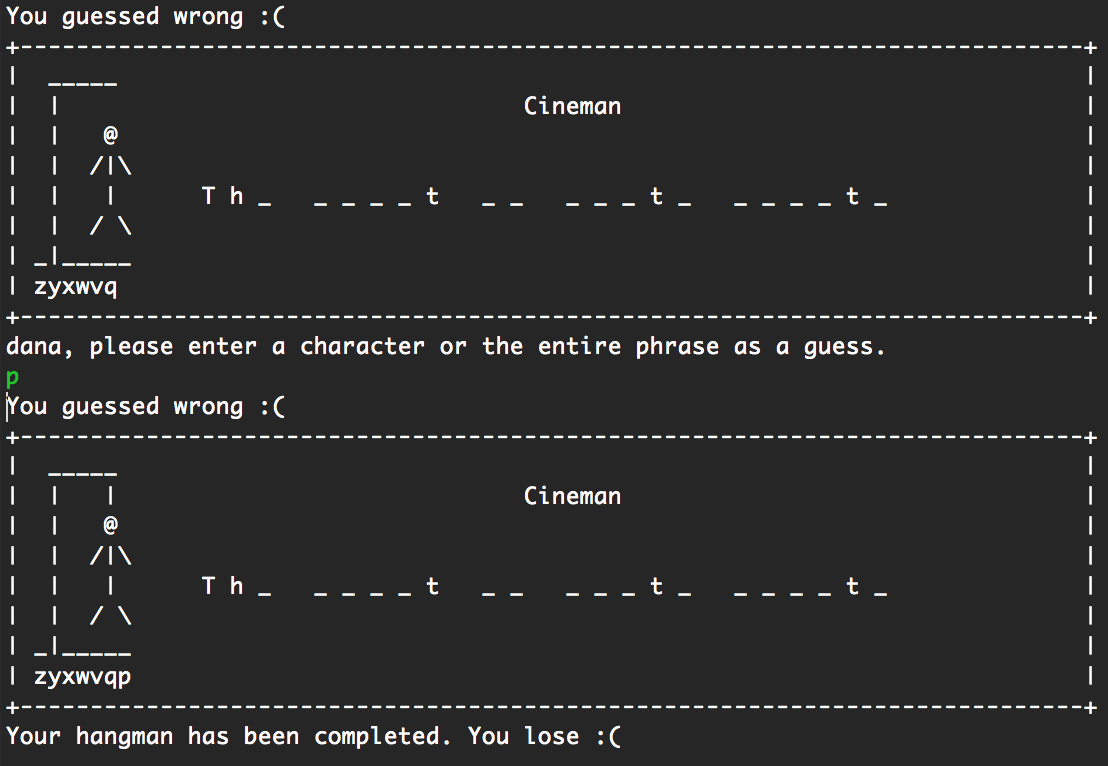 You guessed wrong :(
+----------------------------------------------------------------------------+
|  _____                                                                     |
|  |                                 Cineman                                 |
|  |   @                                                                     |
|  |  /|\                                                                    |
|  |   |      T h _   _ _ _ _ t   _ _   _ _ _ t _   _ _ _ _ t _              |
|  |  / \                                                                    |
| _|_____                                                                    |
| zyxwvq                                                                     |
+----------------------------------------------------------------------------+
dana, please enter a character or the entire phrase as a guess.
p
You guessed wrong :(
+----------------------------------------------------------------------------+
|  _____                                                                     |
|  |   |                             Cineman                                 |
|  |   @                                                                     |
|  |  /|\                                                                    |
|  |   |      T h _   _ _ _ _ t   _ _   _ _ _ t _   _ _ _ _ t _              |
|  |  / \                                                                    |
| _|_____                                                                    |
| zyxwvqp                                                                    |
+----------------------------------------------------------------------------+
Your hangman has been completed. You lose :(